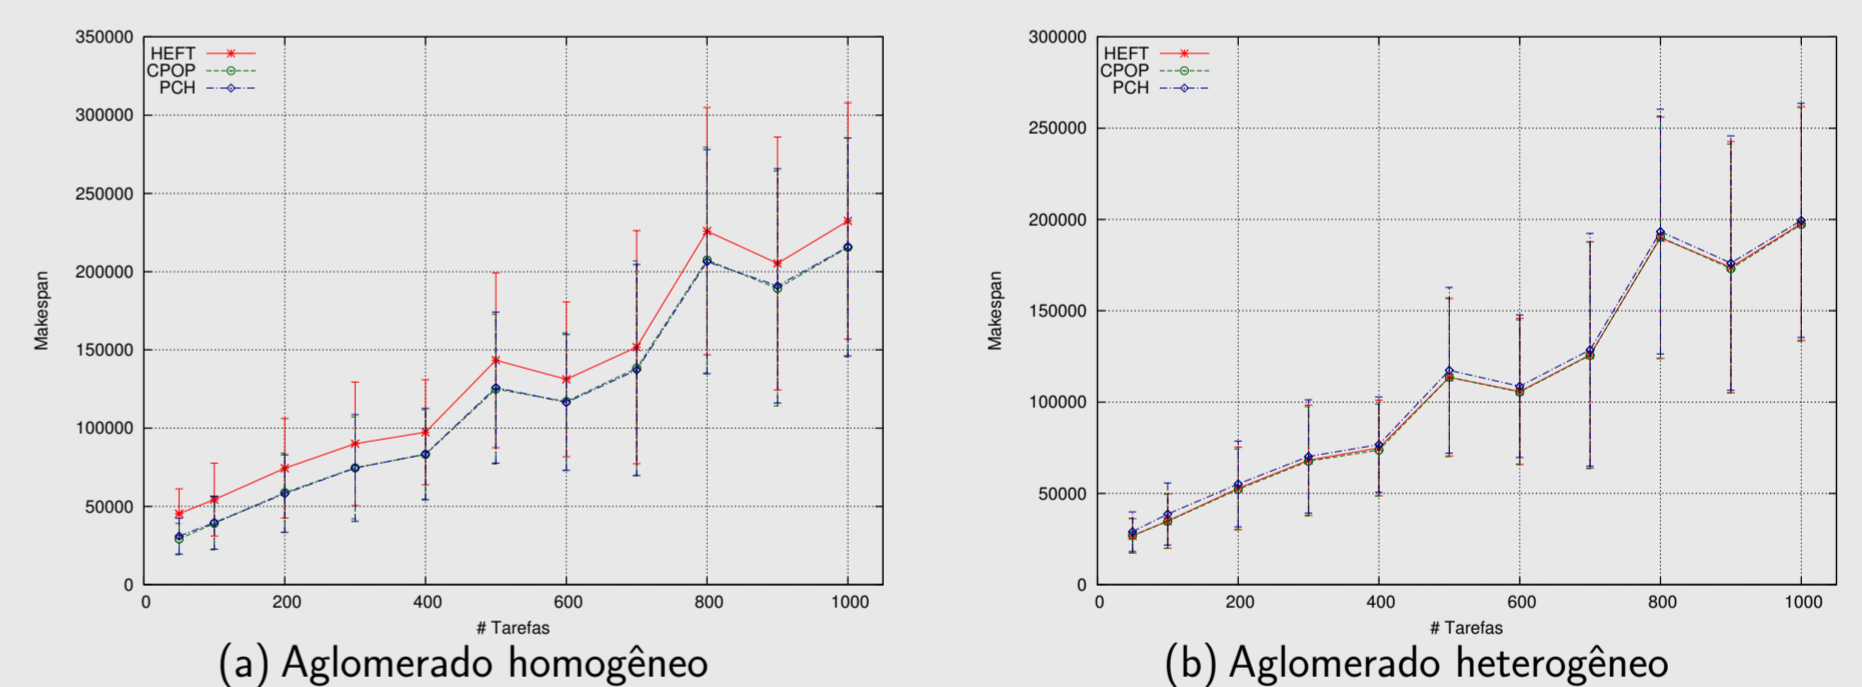 350000
300000
250000
200000
150000
100000
50000
0
HEFT
CPOP
PCH
Makespan
0 200 400 600 800 1000
# Tarefas
(a) Aglomerado homogêneo
300000
250000
200000
150000
100000
50000
0
HEFT
CPOP
PCH
Makespan
0 200 400 600 800 1000
# Tarefas
(b) Aglomerado heterogêneo